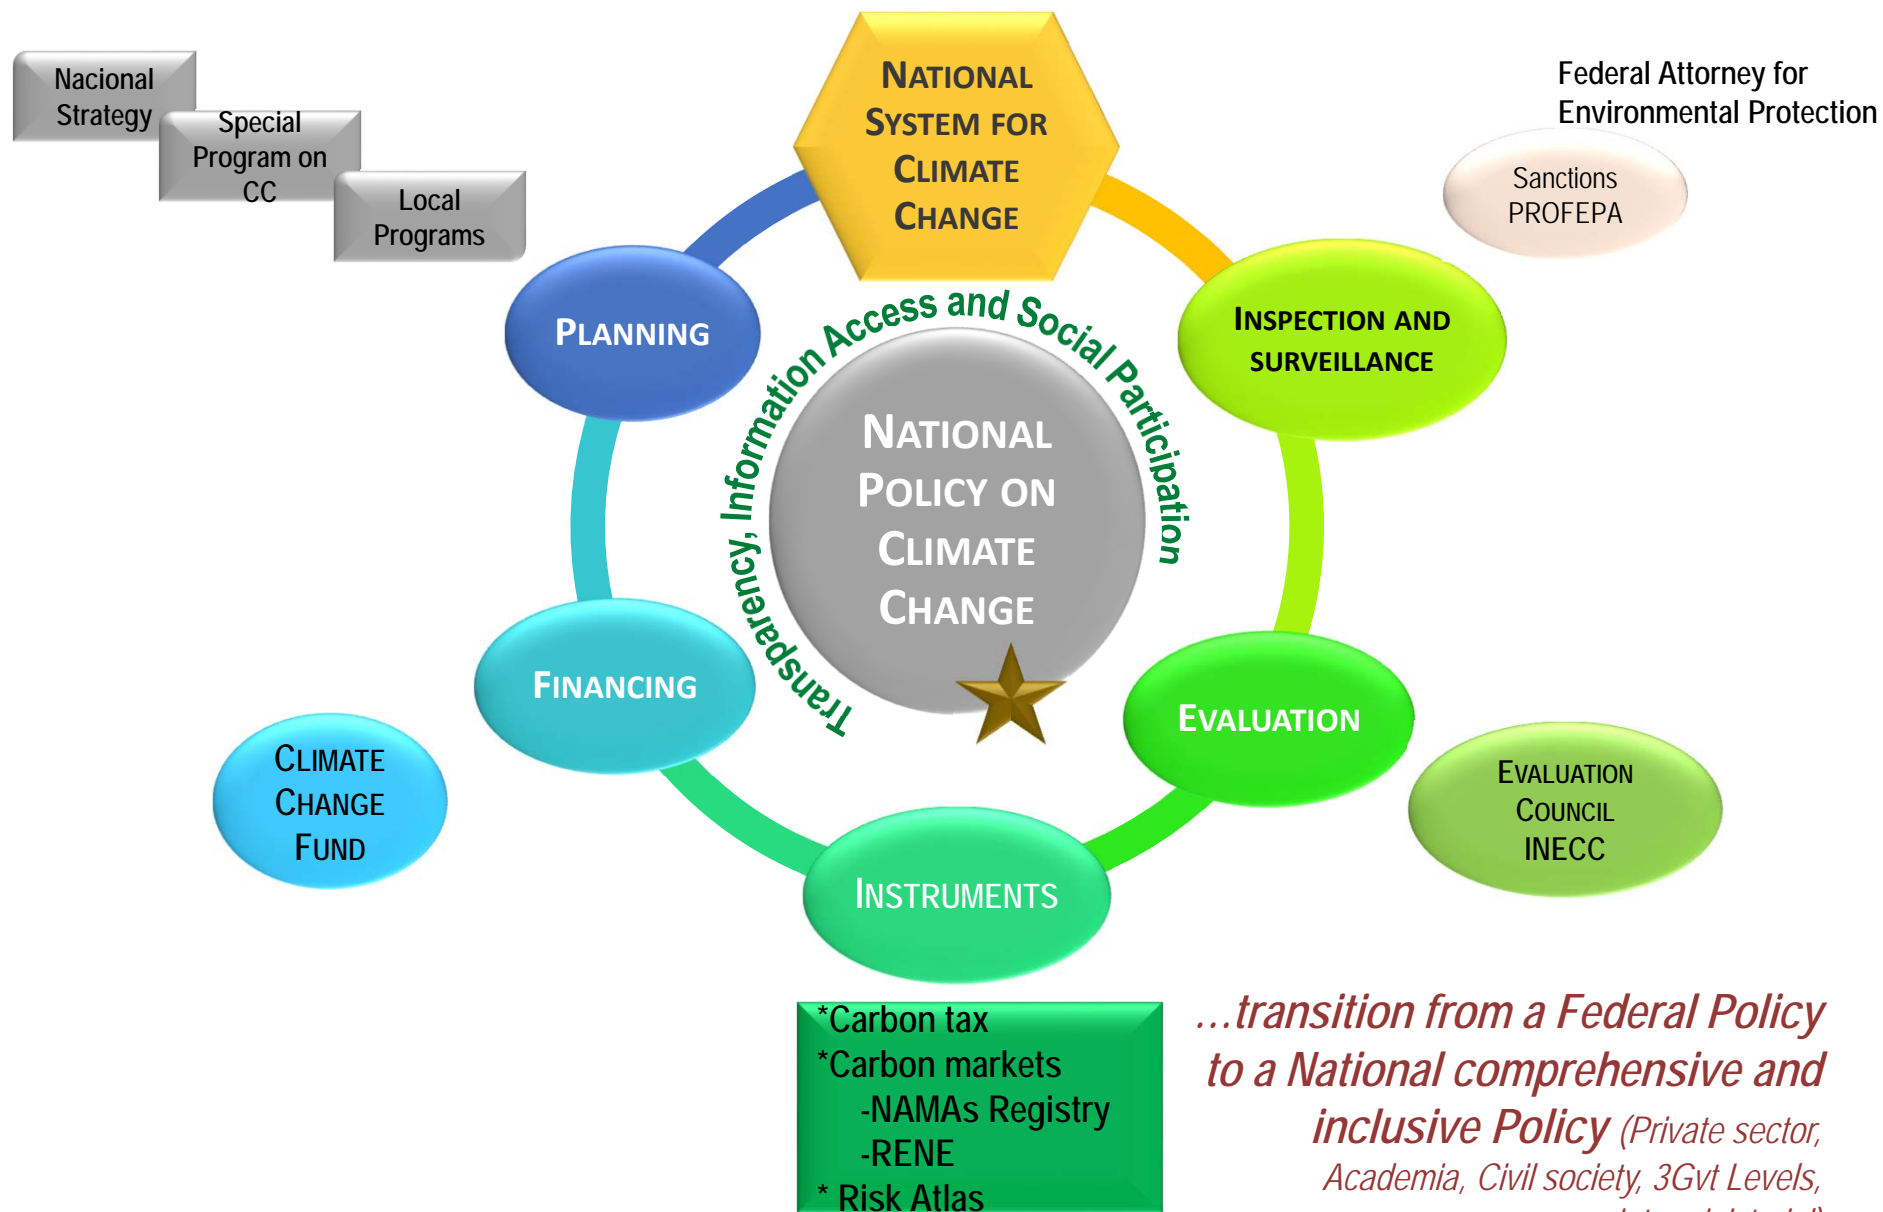 Nacional
Strategy
Special
Program on
CC
Local
Programs
NATIONAL
SYSTEM FOR
CLIMATE
CHANGE
Federal Attorney for
Environmental Protection
Sanctions
PROFEPA
PLANNING
INSPECTION AND
SURVEILLANCE
Transparency, Information Access and Social Participation
NATIONAL
POLICY ON
CLIMATE
CHANGE
FINANCING
EVALUATION
CLIMATE
CHANGE
FUND
EVALUATION
COUNCIL
INECC
INSTRUMENTS
*Carbon tax
*Carbon markets
-NAMAs Registry
-RENE
* Risk Atlas
...transition from a Federal Policy
to a National comprehensive and
inclusive Policy (Private sector,
Academia, Civil society, 3Gvt Levels,